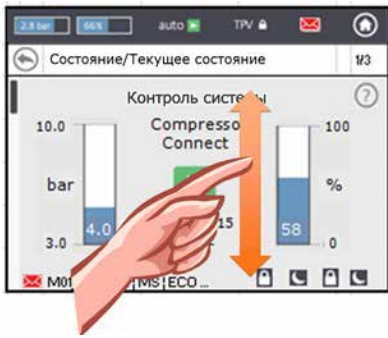 2.8 bar 66% auto TPV
Состояние/Текущее состояние 1/3
Контроль системы ?
10.0 Compresso 100
Connect
bar %
4.0 15 58
3.0 0
MS¦ECO...